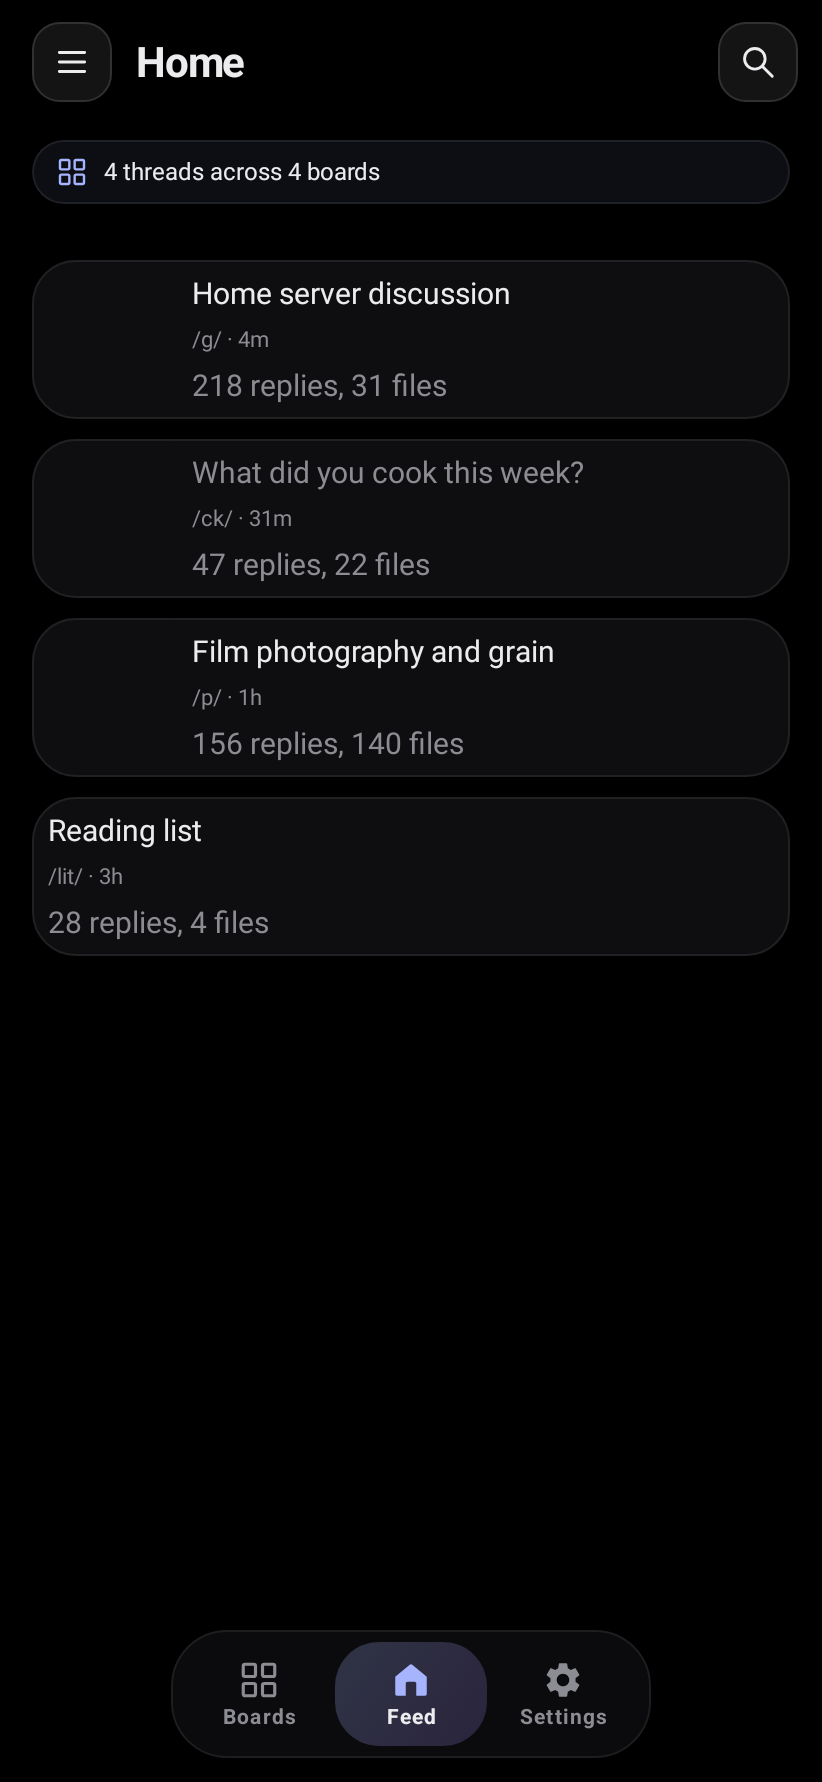 Home
4 threads across 4 boards
Home server discussion
/g/ · 4m
218 replies, 31 files
What did you cook this week?
/ck/ · 31m
47 replies, 22 files
Film photography and grain
/p/ · 1h
156 replies, 140 files
Reading list
/lit/ · 3h
28 replies, 4 files
Boards
Feed
Settings